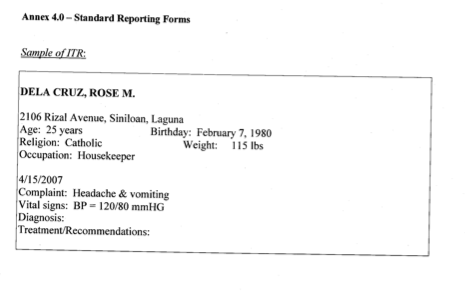 Annex 4.0 – Standard Reporting Forms
Sample of ITR:
DELA CRUZ, ROSE M.
2106 Rizal Avenue, Siniloan, Laguna
Age: 25 years Birthday: February 7, 1980
Religion: Catholic Weight: 115 lbs
Occupation: Housekeeper
4/15/2007
Complaint: Headache & vomiting
Vital signs: BP = 120/80 mmHG
Diagnosis:
Treatment/Recommendations: